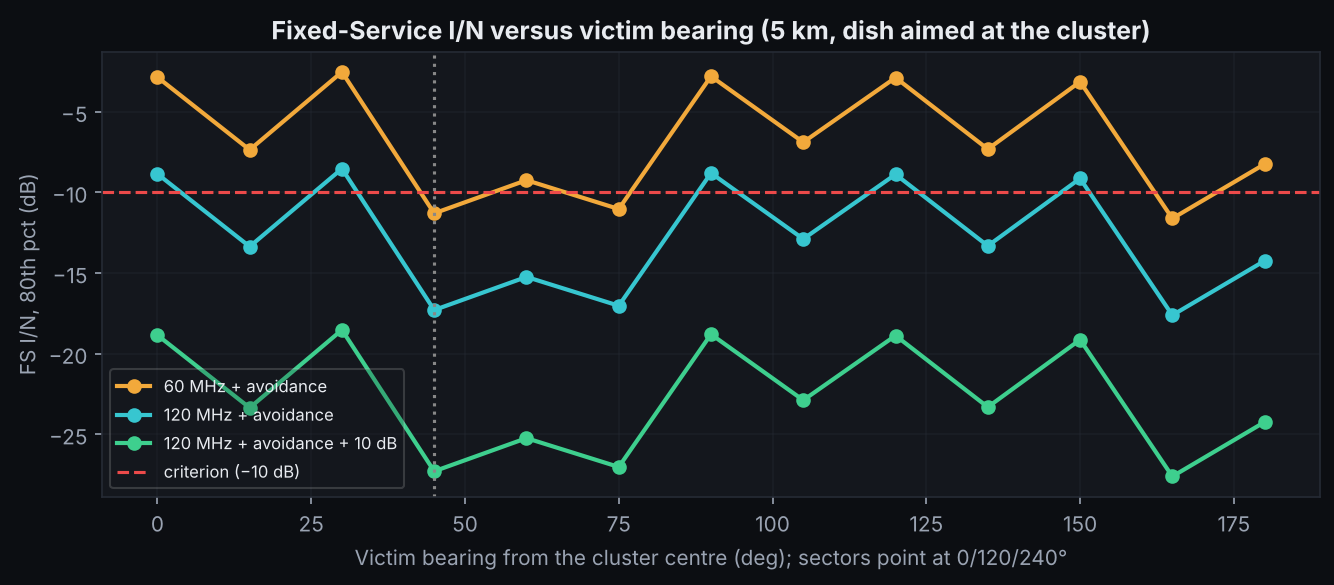 Fixed-Service I/N versus victim bearing (5 km, dish aimed at the cluster)
FS I/N, 80th pct (dB)
−5
−10
−15
−20
−25
60 MHz + avoidance
120 MHz + avoidance
120 MHz + avoidance + 10 dB
criterion (−10 dB)
0
25
50
75
100
125
150
175
Victim bearing from the cluster centre (deg); sectors point at 0/120/240°